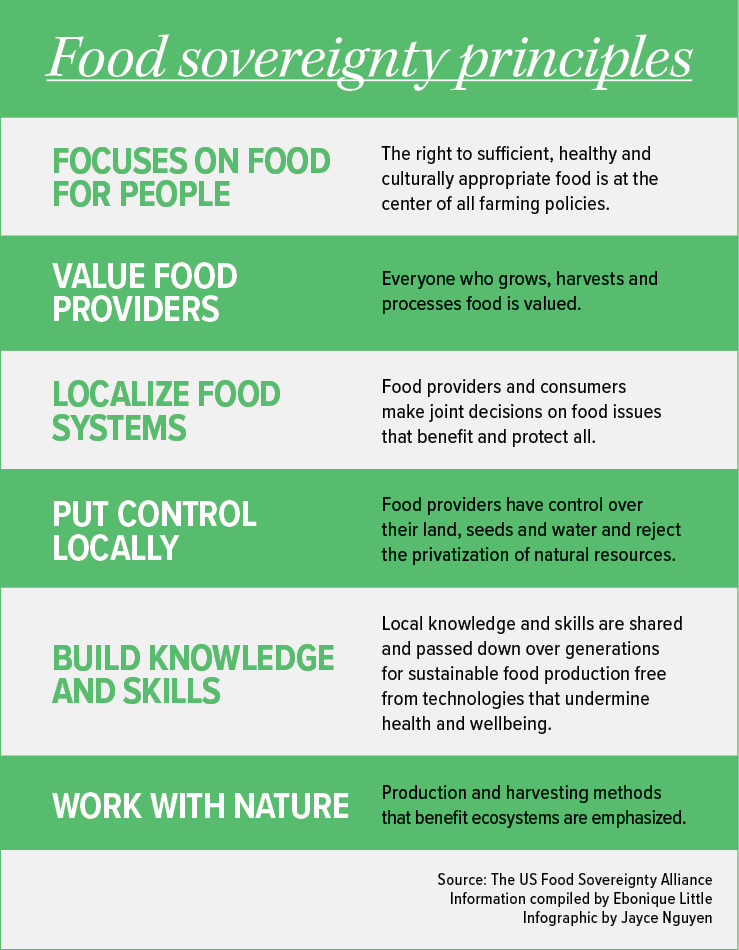 Food sovereignty principles
FOCUSES ON FOOD
FOR PEOPLE
The right to sufficient, healthy and
culturally appropriate food is at the
center of all farming policies.
VALUE FOOD
PROVIDERS
Everyone who grows, harvests and
processes food is valued.
LOCALIZE FOOD
SYSTEMS
Food providers and consumers
make joint decisions on food issues
that benefit and protect all.
PUT CONTROL
LOCALLY
Food providers have control over
their land, seeds and water and reject
the privatization of natural resources.
BUILD KNOWLEDGE
AND SKILLS
Local knowledge and skills are shared
and passed down over generations
for sustainable food production free
from technologies that undermine
health and wellbeing.
WORK WITH NATURE
Production and harvesting methods
that benefit ecosystems are emphasized.
Source: The US Food Sovereignty Alliance
Information compiled by Ebonique Little
Infographic by Jayce Nguyen